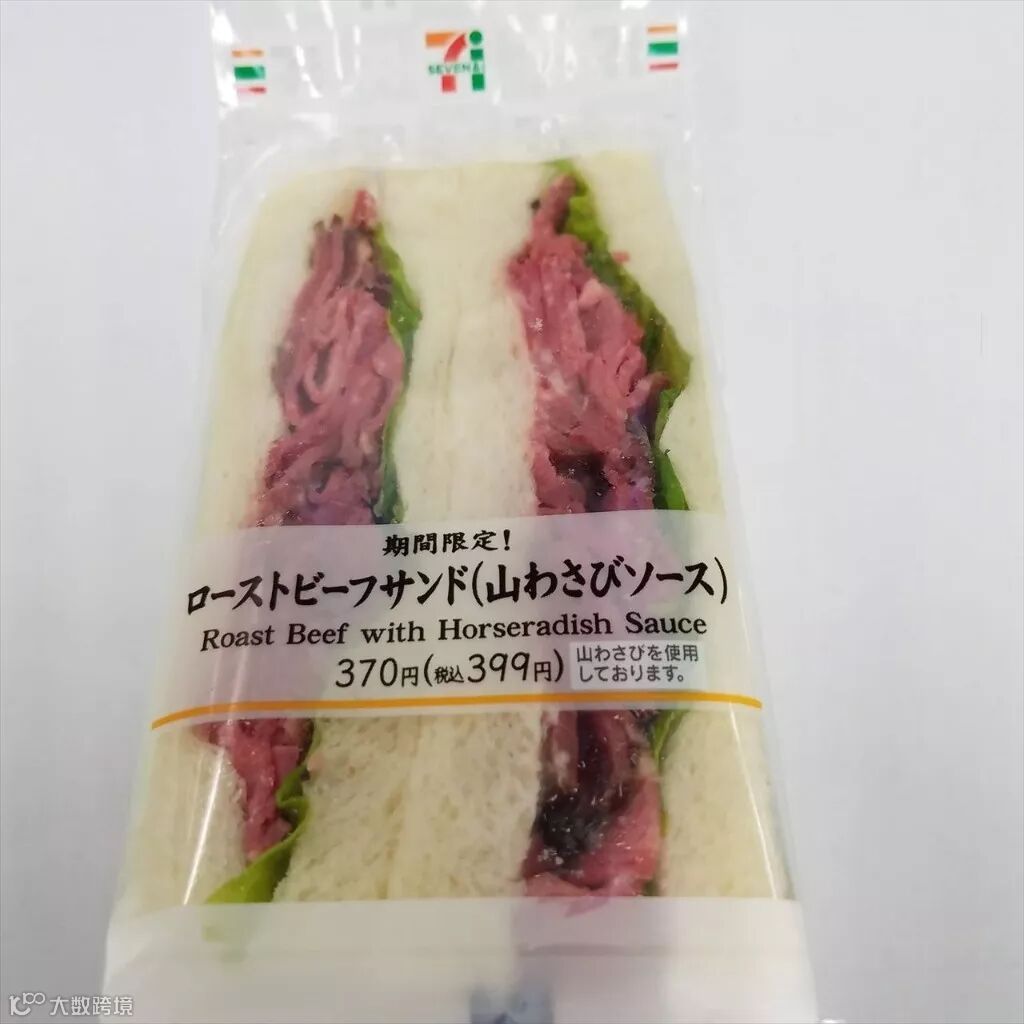 SEVEN & i
期間限定！
ローストビーフサンド(山わさびソース)
Roast Beef with Horseradish Sauce
370円(税込399円)
山わさびを使用
しております。
大数跨境